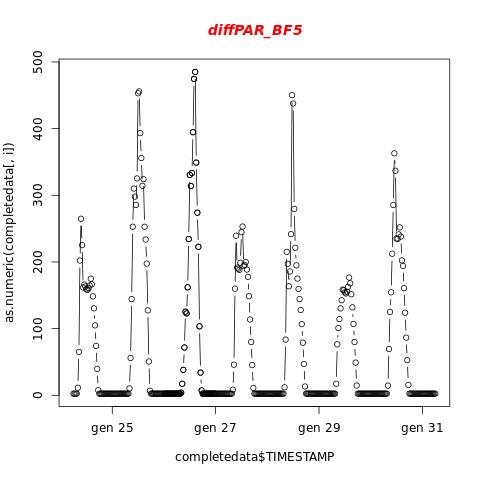 diffPAR_BF5
as.numeric(completedata[, i])
500
400
300
200
100
0
gen 25 gen 27 gen 29 gen 31
completedata$TIMESTAMP